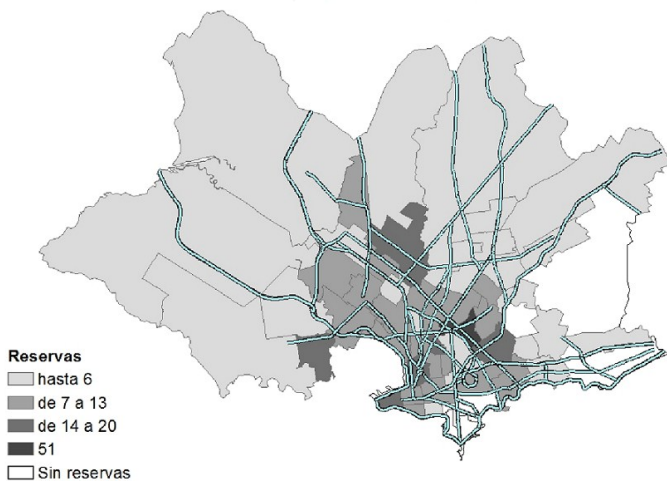 Reservas
hasta 6
de 7 a 13
de 14 a 20
51
Sin reservas